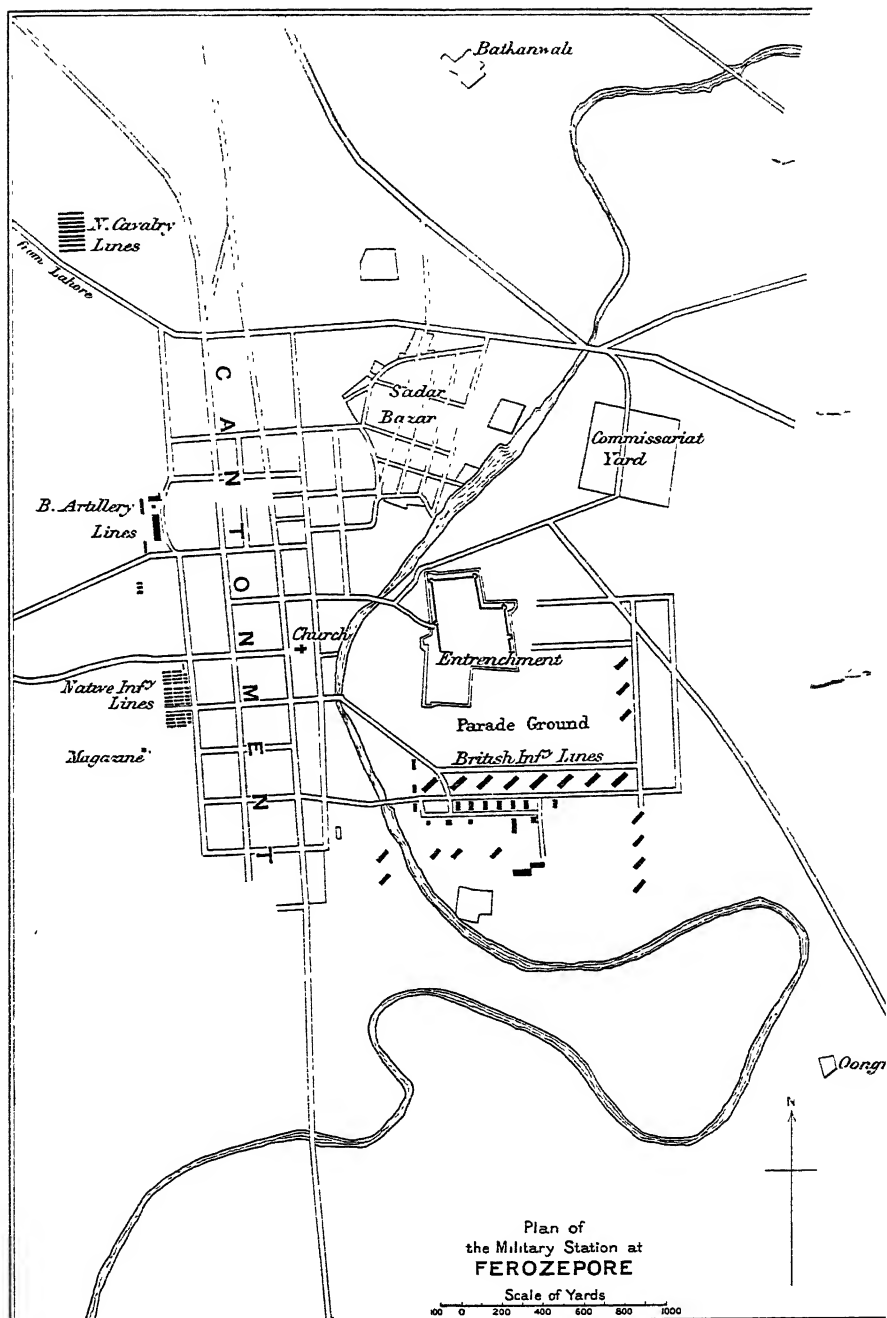 Bathanwali
N. Cavalry
Lines
from Lahore
CANTONMENT
Sadar
Bazar
Commissariat
Yard
B. Artillery
Lines
Church
Entrenchment
Native Infy
Lines
Parade Ground
British Infy Lines
Magazine
Oong
N
Plan of
the Military Station at
FEROZEPORE
Scale of Yards
100 0 200 400 600 800 1000